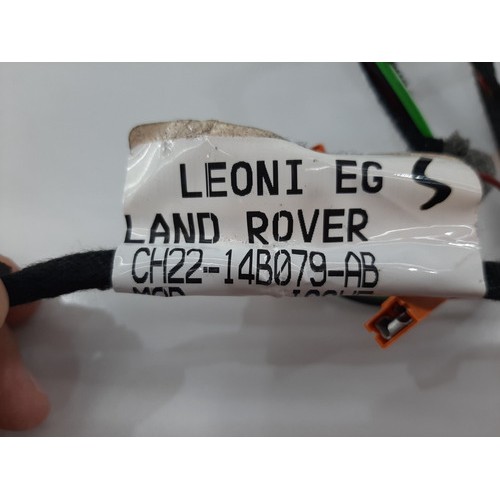 LEONI EG
LAND ROVER
CH22-14B079-AB